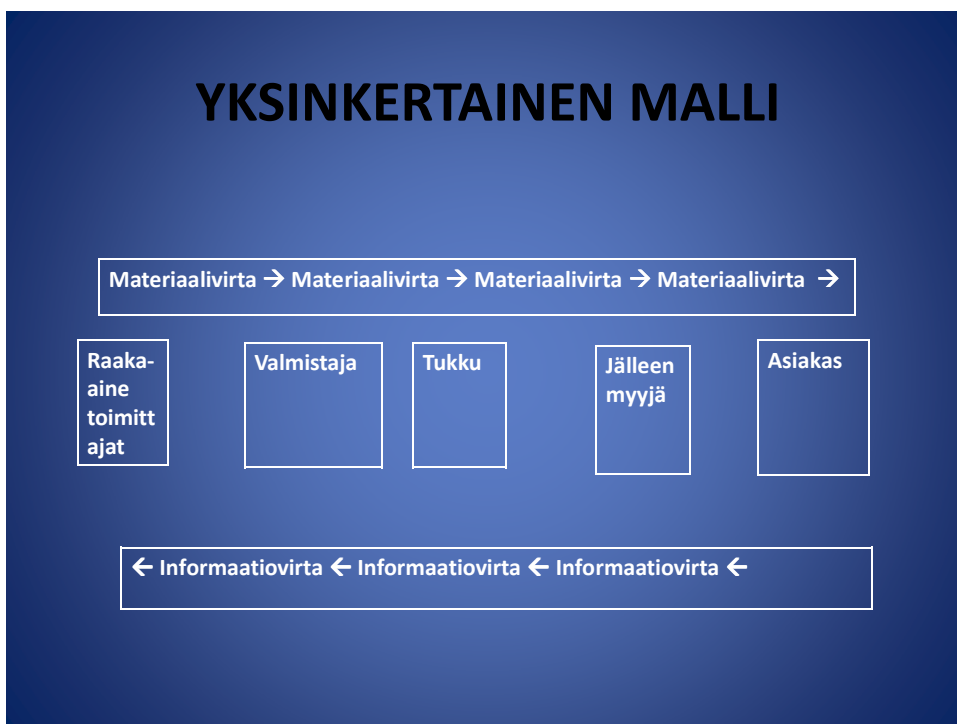 YKSINKERTAINEN MALLI
Materiaalivirta → Materiaalivirta → Materiaalivirta → Materiaalivirta →
Raaka-
aine
toimitt
ajat
Valmistaja
Tukku
Jälleen
myyjä
Asiakas
← Informaatiovirta ← Informaatiovirta ← Informaatiovirta ←